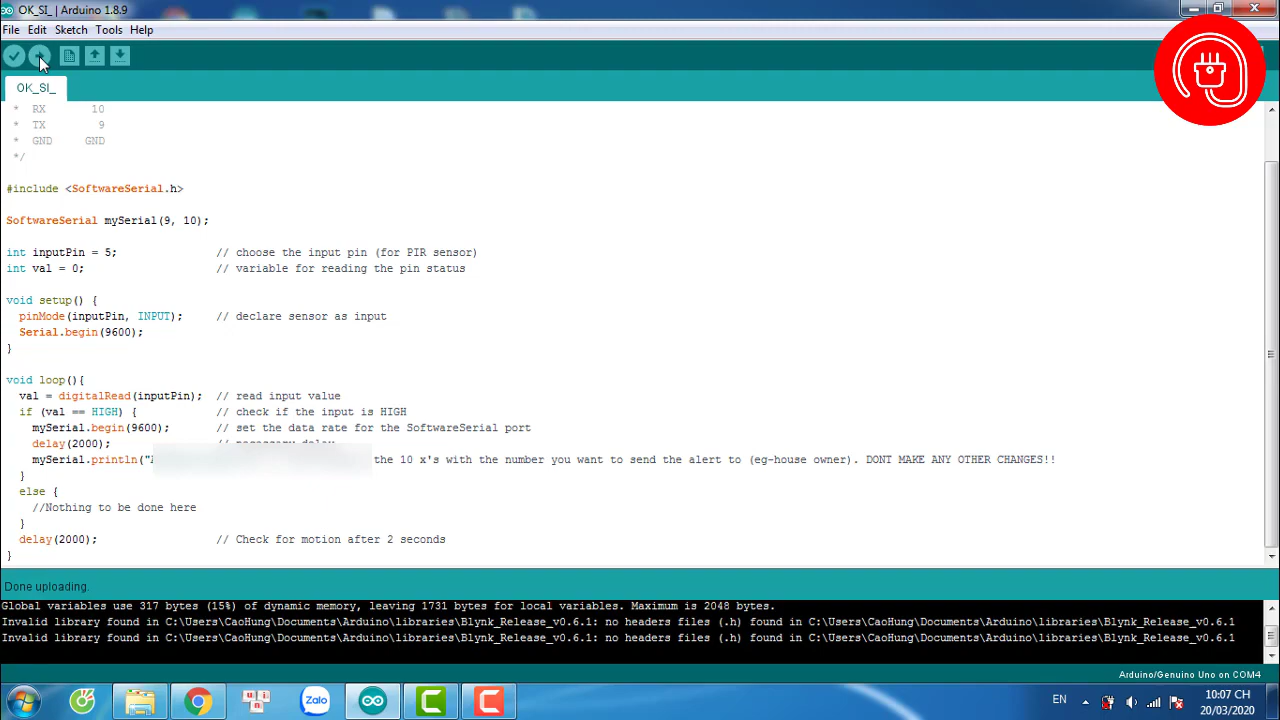 OK_SI_ | Arduino 1.8.9
File Edit Sketch Tools Help
OK_SI_
* RX 10
* TX 9
* GND GND
*/
#include <SoftwareSerial.h>
SoftwareSerial mySerial(9, 10);
int inputPin = 5; // choose the input pin (for PIR sensor)
int val = 0; // variable for reading the pin status
void setup() {
pinMode(inputPin, INPUT); // declare sensor as input
Serial.begin(9600);
}
void loop(){
val = digitalRead(inputPin); // read input value
if (val == HIGH) { // check if the input is HIGH
mySerial.begin(9600); // set the data rate for the SoftwareSerial port
delay(2000); // necessary delay
mySerial.println(" the 10 x's with the number you want to send the alert to (eg-house owner). DONT MAKE ANY OTHER CHANGES!!
}
else {
//Nothing to be done here
}
delay(2000); // Check for motion after 2 seconds
}
Done uploading.
Global variables use 317 bytes (15%) of dynamic memory, leaving 1731 bytes for local variables. Maximum is 2048 bytes.
Invalid library found in C:\Users\CaoHung\Documents\Arduino\libraries\Blynk_Release_v0.6.1: no headers files (.h) found in C:\Users\CaoHung\Documents\Arduino\libraries\Blynk_Release_v0.6.1
Invalid library found in C:\Users\CaoHung\Documents\Arduino\libraries\Blynk_Release_v0.6.1: no headers files (.h) found in C:\Users\CaoHung\Documents\Arduino\libraries\Blynk_Release_v0.6.1
Arduino/Genuino Uno on COM4
Zalo
EN
10:07 CH
20/03/2020